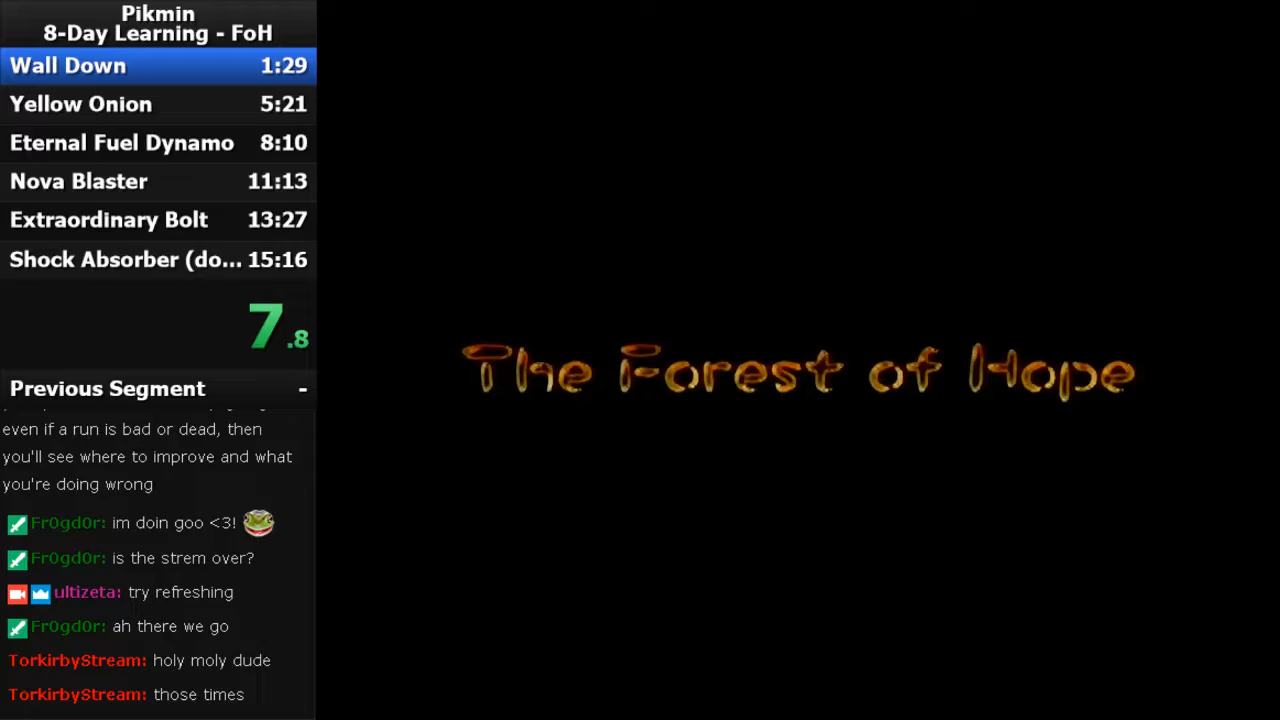 Pikmin
8-Day Learning - FoH
Wall Down 1:29
Yellow Onion 5:21
Eternal Fuel Dynamo 8:10
Nova Blaster 11:13
Extraordinary Bolt 13:27
Shock Absorber (do... 15:16
7.8
Previous Segment -
even if a run is bad or dead, then
you'll see where to improve and what
you're doing wrong
Fr0gd0r: im doin goo <3!
Fr0gd0r: is the strem over?
ultizeta: try refreshing
Fr0gd0r: ah there we go
TorkirbyStream: holy moly dude
TorkirbyStream: those times
The Forest of Hope